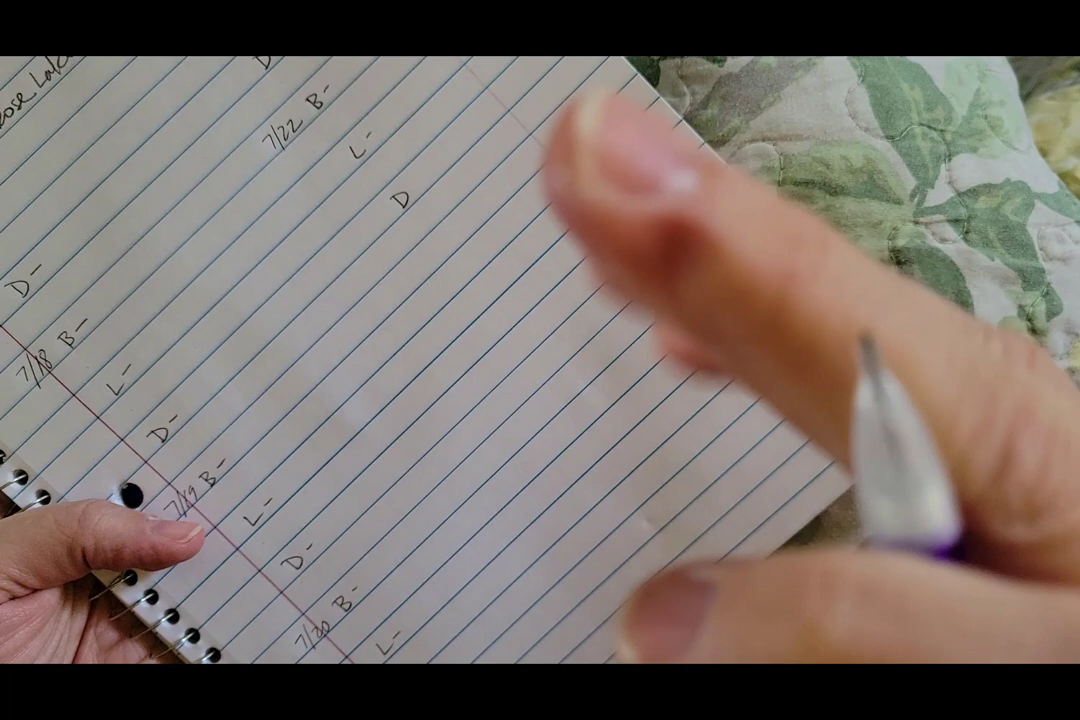 D-
7/18 B-
L-
D-
7/19 B-
L-
D-
7/20 B-
L-
D
7/22 B-
L-
D